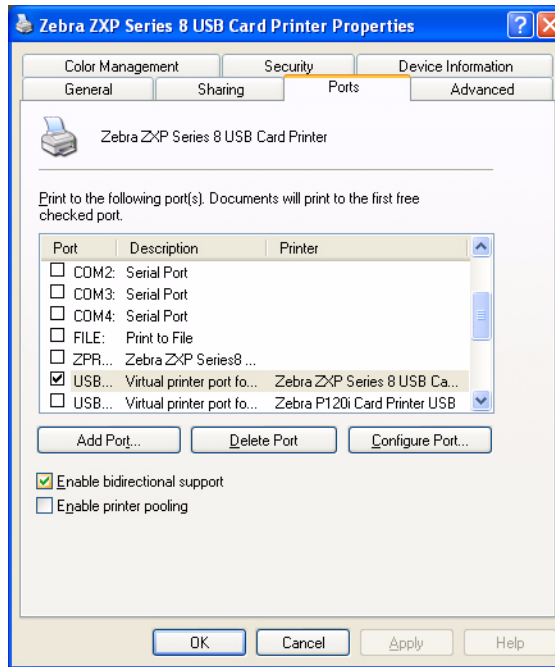 Zebra ZXP Series 8 USB Card Printer Properties
Color Management Security Device Information
General Sharing Ports Advanced
Zebra ZXP Series 8 USB Card Printer
Print to the following port(s). Documents will print to the first free
checked port.
Port Description Printer
COM2: Serial Port
COM3: Serial Port
COM4: Serial Port
FILE: Print to File
ZPR... Zebra ZXP Series8 ...
USB... Virtual printer port fo... Zebra ZXP Series 8 USB Ca...
USB... Virtual printer port fo... Zebra P120i Card Printer USB
Add Port... Delete Port Configure Port...
Enable bidirectional support
Enable printer pooling
OK Cancel Apply Help